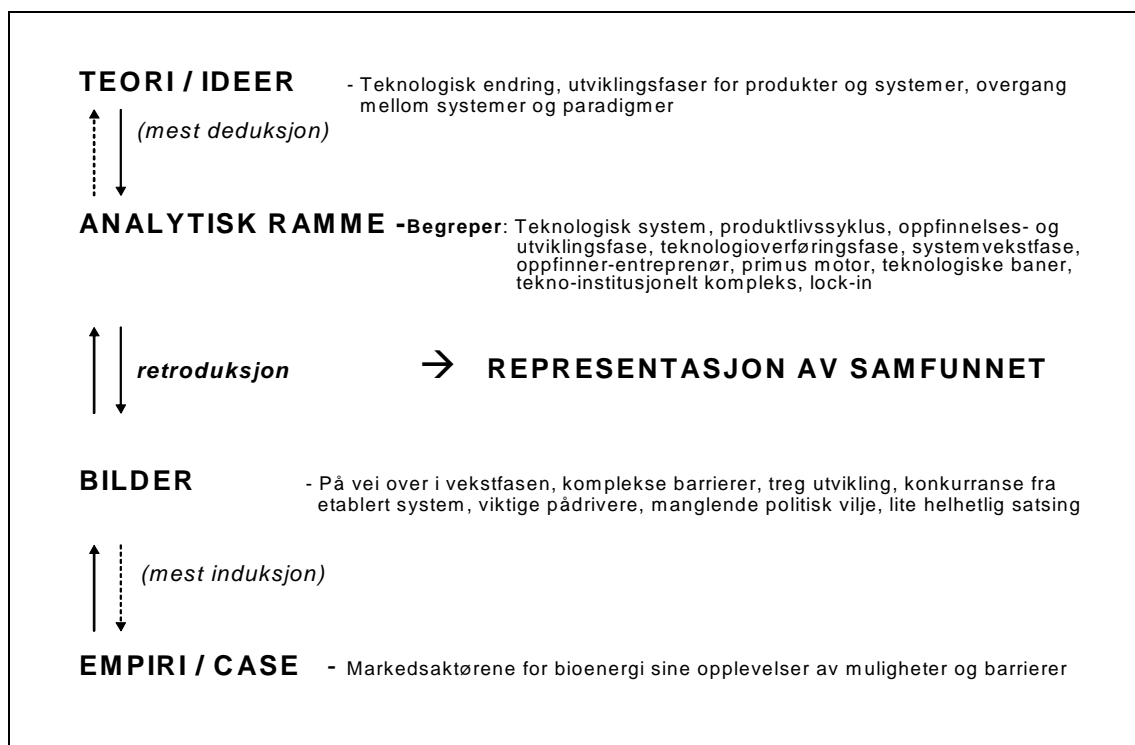 TEORI / IDEER - Teknologisk endring, utviklingsfaser for produkter og systemer, overgang
mellom systemer og paradigmer
(mest deduksjon)
ANALYTISK RAMME -Begreper: Teknologisk system, produktlivssyklus, oppfinnelses- og
utviklingsfase, teknologioverføringsfase, systemvekstfase,
oppfinner-entreprenør, primus motor, teknologiske baner,
tekno-institusjonelt kompleks, lock-in
retroduksjon → REPRESENTASJON AV SAMFUNNET
BILDER - På vei over i vekstfasen, komplekse barrierer, treg utvikling, konkurranse fra
etablert system, viktige pådrivere, manglende politisk vilje, lite helhetlig satsing
(mest induksjon)
EMPIRI / CASE - Markedsaktørene for bioenergi sine opplevelser av muligheter og barrierer